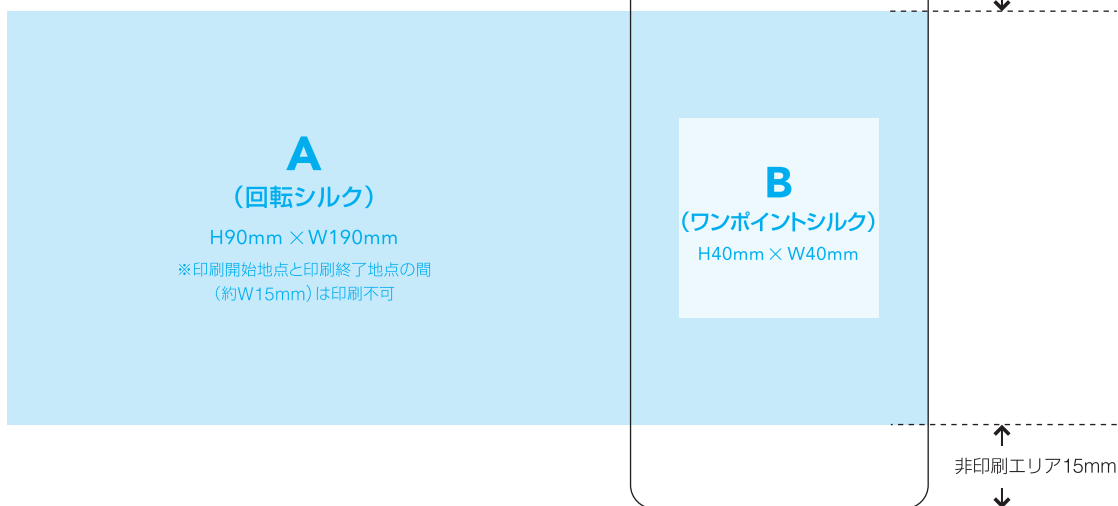 A
（回転シルク）
H90mm×W190mm
※印刷開始地点と印刷終了地点の間
（約W15mm）は印刷不可
B
（ワンポイントシルク）
H40mm×W40mm
非印刷エリア15mm